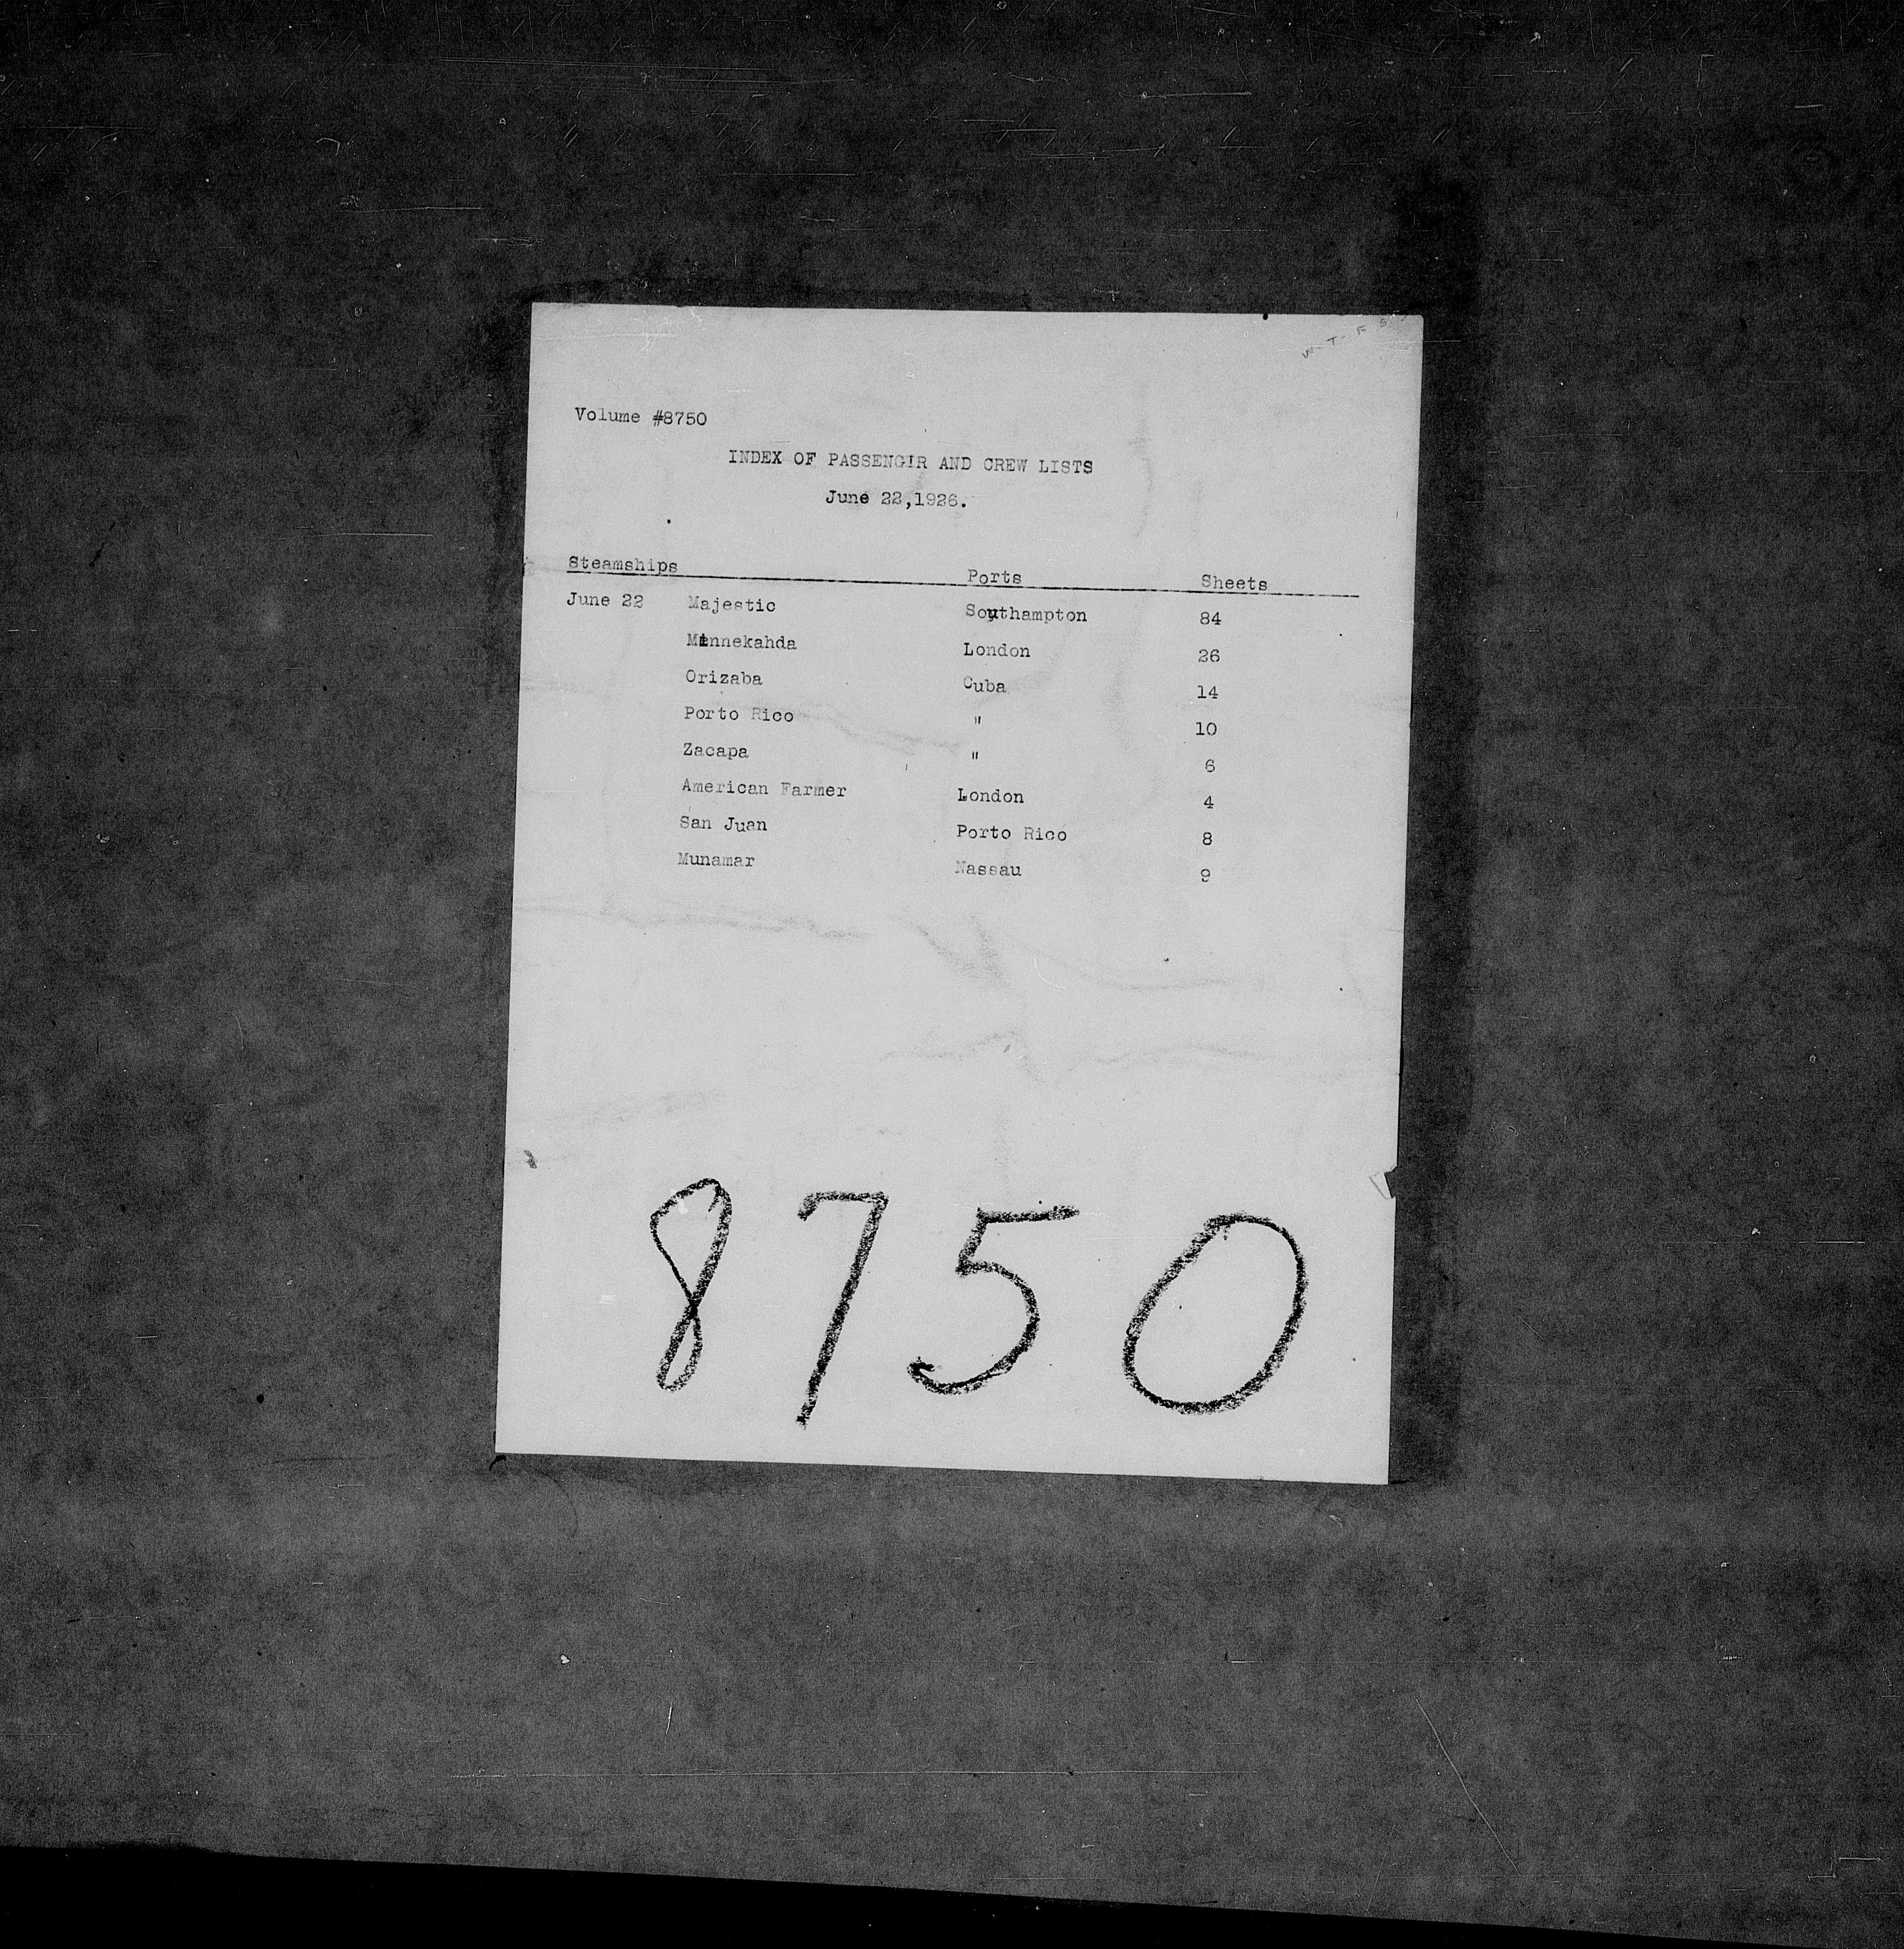 W. T. F S
Volume #8750
INDEX OF PASSENGIR AND CREW LISTS
June 22,1926.
Steamships Ports Sheets
June 22 Majestic Southampton 84
Minnekahda London 26
Orizaba Cuba 14
Porto Rico " 10
Zacapa " 6
American Farmer London 4
San Juan Porto Rico 8
Munamar Nassau 9
8750